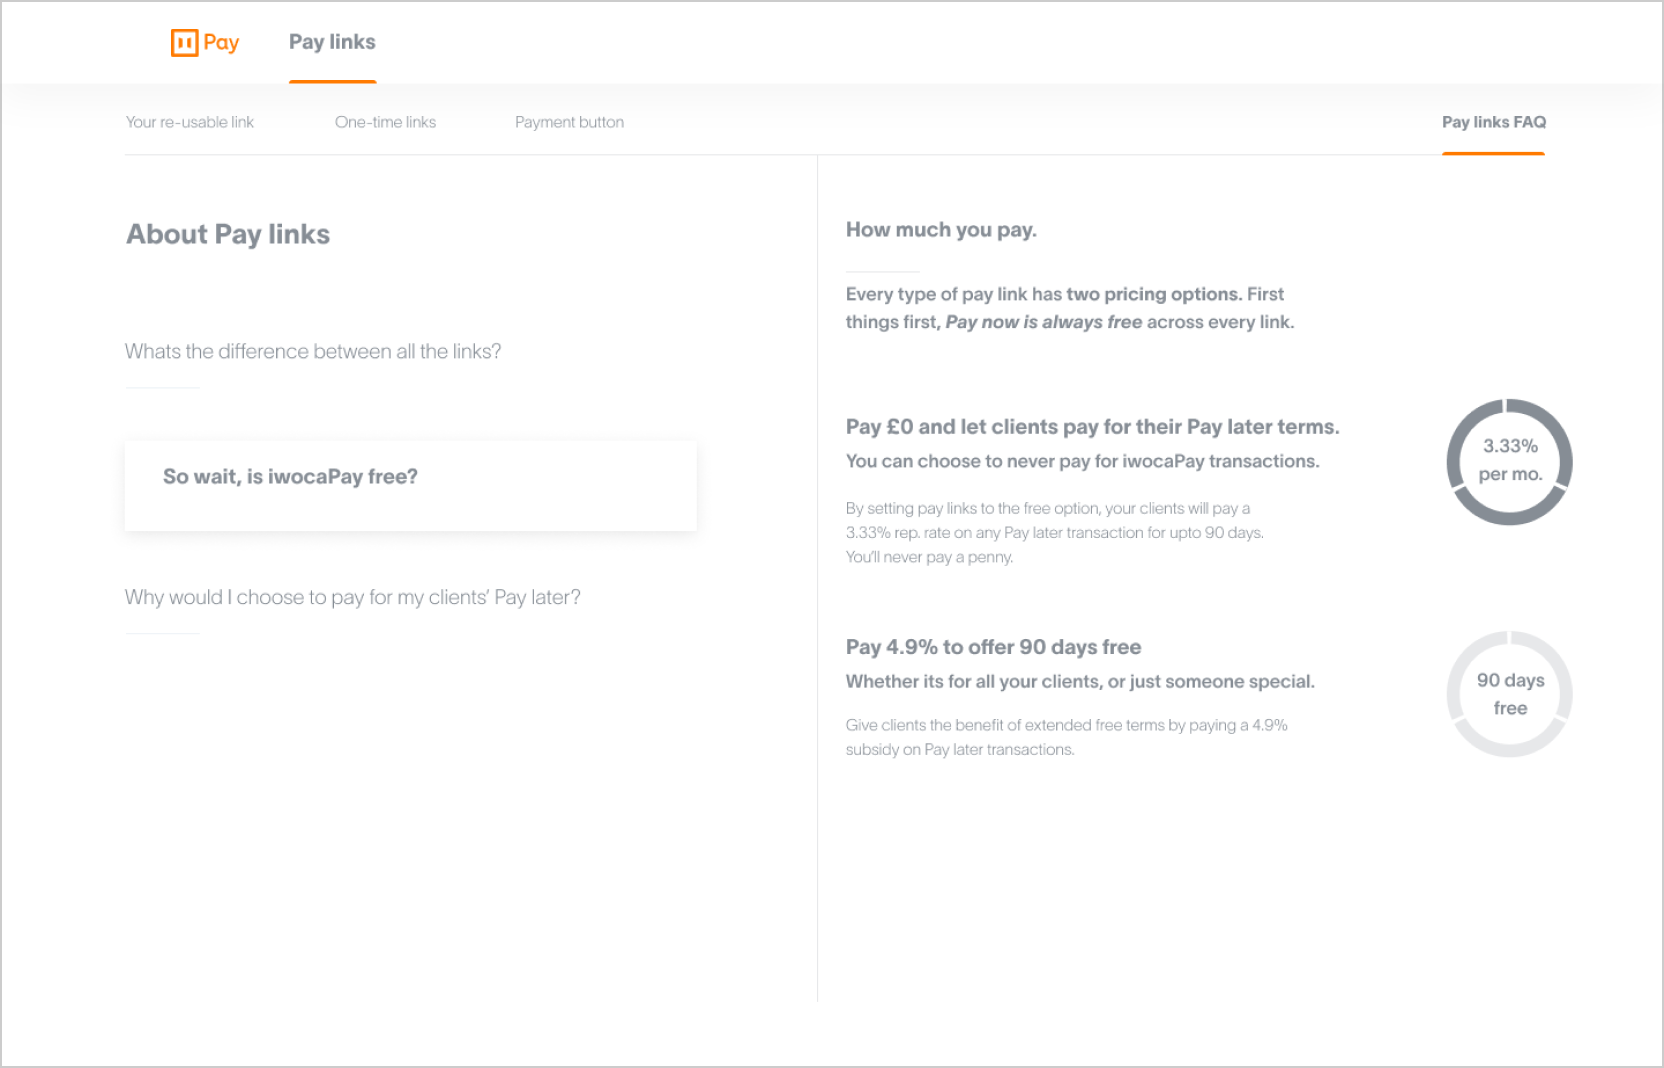 Pay
Pay links
Your re-usable link
One-time links
Payment button
Pay links FAQ
About Pay links
Whats the difference between all the links?
So wait, is iwocaPay free?
Why would I choose to pay for my clients’ Pay later?
How much you pay.
Every type of pay link has two pricing options. First
things first, Pay now is always free across every link.
Pay £0 and let clients pay for their Pay later terms.
You can choose to never pay for iwocaPay transactions.
By setting pay links to the free option, your clients will pay a
3.33% rep. rate on any Pay later transaction for upto 90 days.
You’ll never pay a penny.
3.33%
per mo.
Pay 4.9% to offer 90 days free
Whether its for all your clients, or just someone special.
Give clients the benefit of extended free terms by paying a 4.9%
subsidy on Pay later transactions.
90 days
free